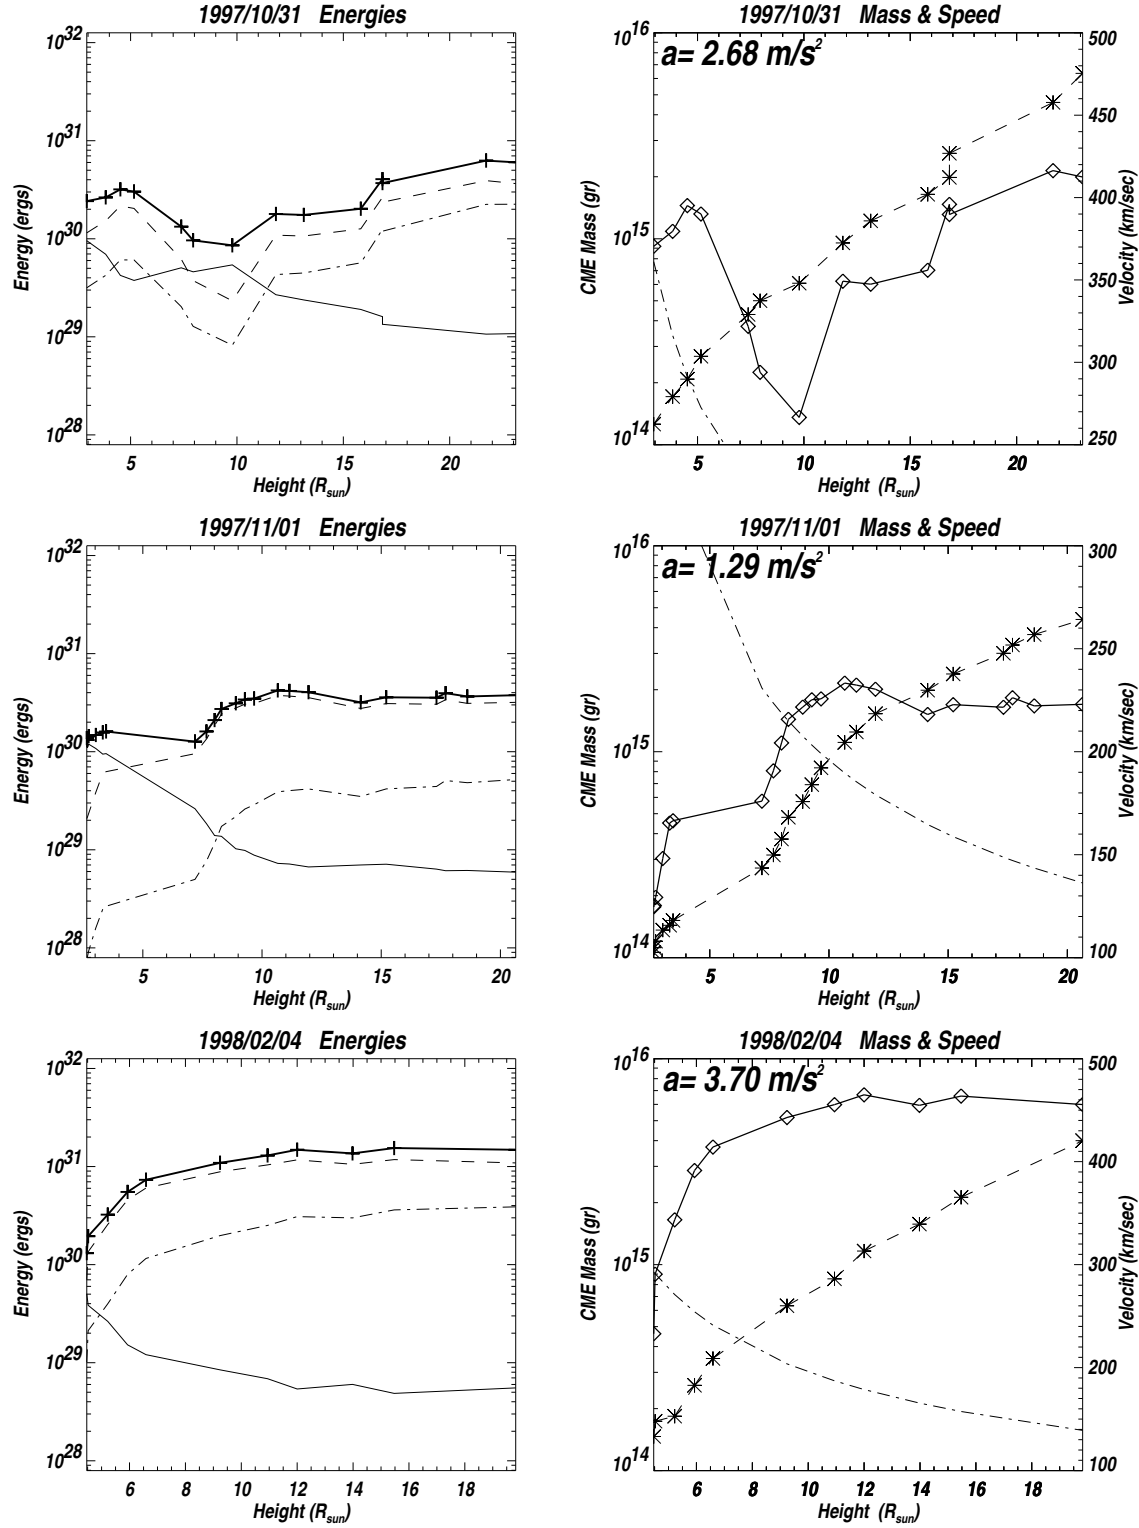 1997/10/31 Energies
10^32
10^31
10^30
10^29
10^28
Energy (ergs)
5 10 15 20
Height (R_sun)
1997/10/31 Mass & Speed
a= 2.68 m/s^2
10^16
10^15
10^14
CME Mass (gr)
500
450
400
350
300
250
Velocity (km/sec)
5 10 15 20
Height (R_sun)
1997/11/01 Energies
10^32
10^31
10^30
10^29
10^28
Energy (ergs)
5 10 15 20
Height (R_sun)
1997/11/01 Mass & Speed
a= 1.29 m/s^2
10^16
10^15
10^14
CME Mass (gr)
300
250
200
150
100
Velocity (km/sec)
5 10 15 20
Height (R_sun)
1998/02/04 Energies
10^32
10^31
10^30
10^29
10^28
Energy (ergs)
6 8 10 12 14 16 18
Height (R_sun)
1998/02/04 Mass & Speed
a= 3.70 m/s^2
10^16
10^15
10^14
CME Mass (gr)
500
400
300
200
100
Velocity (km/sec)
6 8 10 12 14 16 18
Height (R_sun)